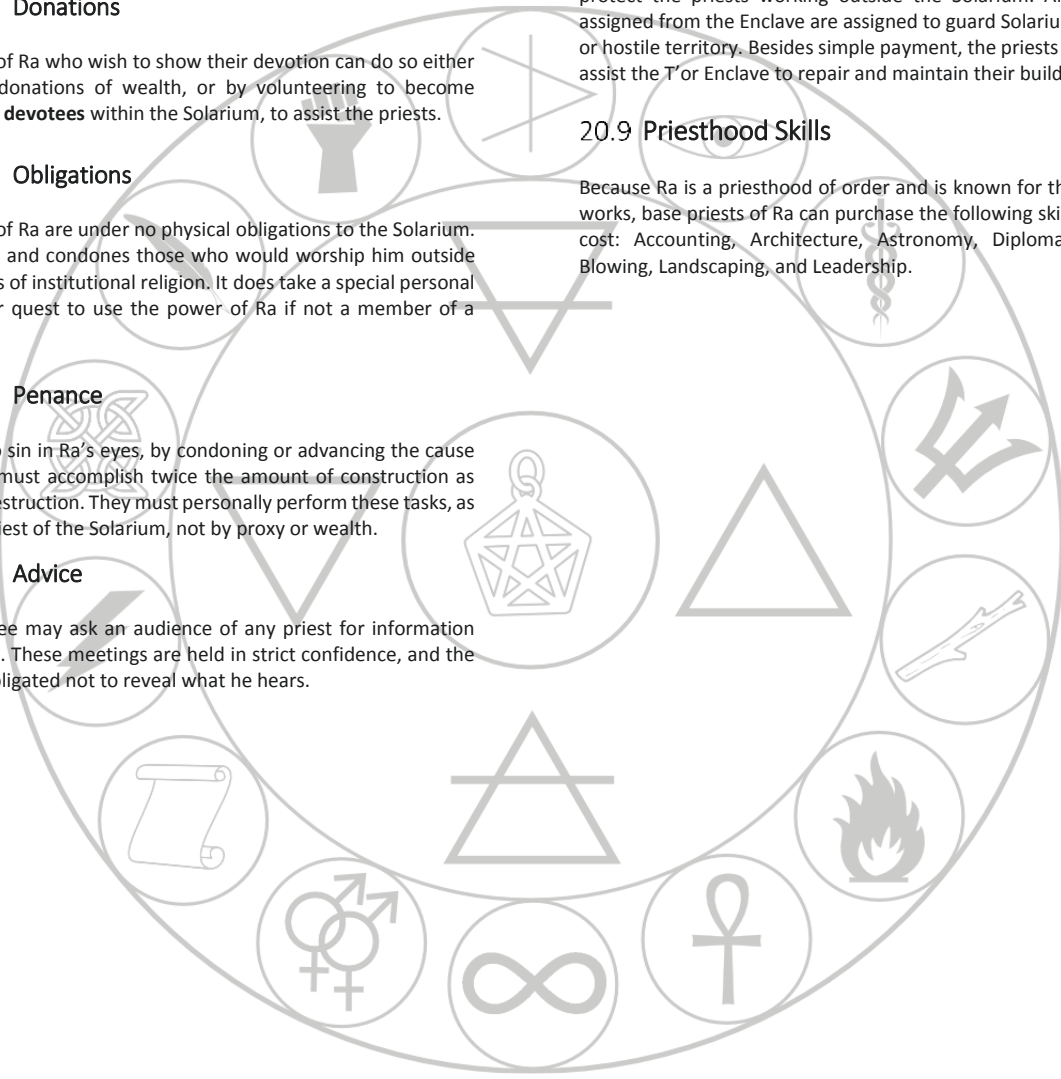 Donations
of Ra who wish to show their devotion can do so either
donations of wealth, or by volunteering to become
devotees within the Solarium, to assist the priests.
Obligations
of Ra are under no physical obligations to the Solarium.
and condones those who would worship him outside
of institutional religion. It does take a special personal
quest to use the power of Ra if not a member of a
Penance
sin in Ra’s eyes, by condoning or advancing the cause
must accomplish twice the amount of construction as
They must personally perform these tasks, as
of the Solarium, not by proxy or wealth.
Advice
may ask an audience of any priest for information
These meetings are held in strict confidence, and the
not to reveal what he hears.
protect the priests working outside the Solarium.
assigned from the Enclave are assigned to guard
or hostile territory. Besides simple payment, the priests
assist the T’or Enclave to repair and maintain their
20.9 Priesthood Skills
Because Ra is a priesthood of order and is known for
works, base priests of Ra can purchase the following
cost: Accounting, Architecture, Astronomy,
Blowing, Landscaping, and Leadership.